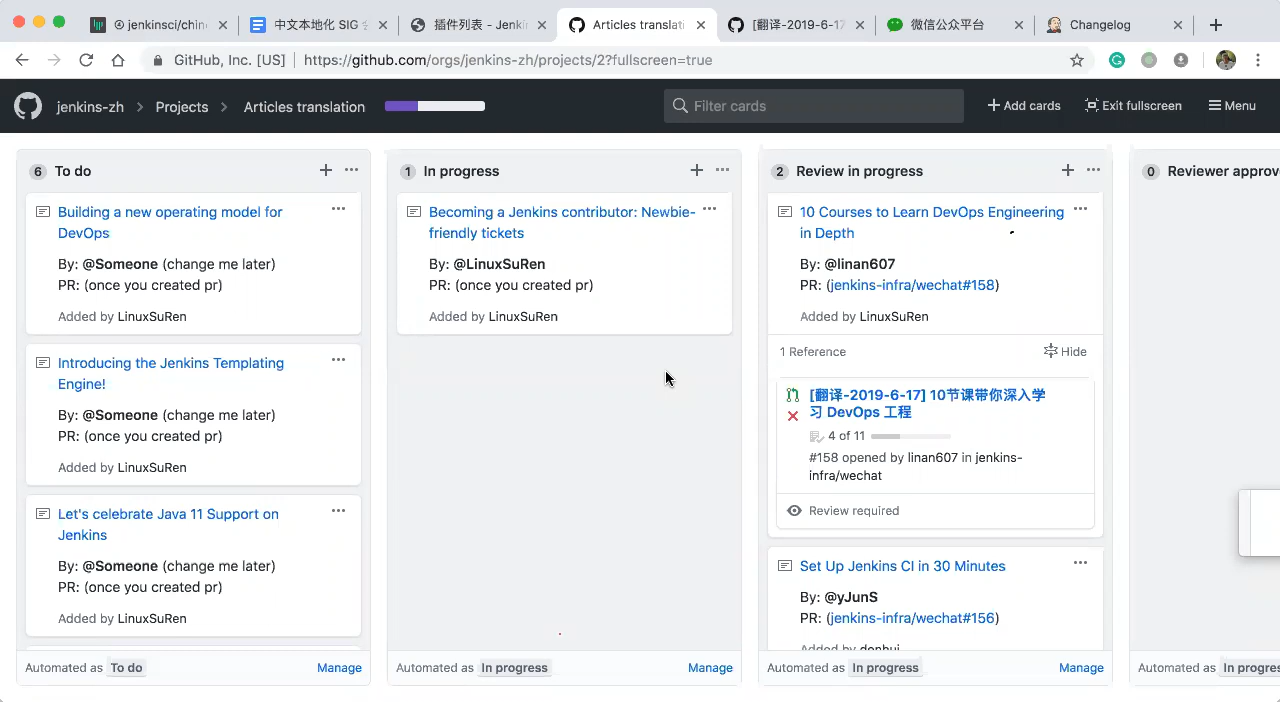 jenkinsci/chin
中文本地化 SIG
插件列表 - Jenki
Articles translati
[翻译-2019-6-17
微信公众平台
Changelog
GitHub, Inc. [US]
https://github.com/orgs/jenkins-zh/projects/2?fullscreen=true
jenkins-zh
Projects
Articles translation
Filter cards
Add cards
Exit fullscreen
Menu
6 To do
Building a new operating model for
DevOps
By: @Someone (change me later)
PR: (once you created pr)
Added by LinuxSuRen
Introducing the Jenkins Templating
Engine!
By: @Someone (change me later)
PR: (once you created pr)
Added by LinuxSuRen
Let's celebrate Java 11 Support on
Jenkins
By: @Someone (change me later)
PR: (once you created pr)
Added by LinuxSuRen
Automated as To do
Manage
1 In progress
Becoming a Jenkins contributor: Newbie-
friendly tickets
By: @LinuxSuRen
PR: (once you created pr)
Added by LinuxSuRen
Automated as In progress
Manage
2 Review in progress
10 Courses to Learn DevOps Engineering
in Depth
By: @linan607
PR: (jenkins-infra/wechat#158)
Added by LinuxSuRen
1 Reference
Hide
[翻译-2019-6-17] 10节课带你深入学
习 DevOps 工程
4 of 11
#158 opened by linan607 in jenkins-
infra/wechat
Review required
Set Up Jenkins CI in 30 Minutes
By: @yJunS
PR: (jenkins-infra/wechat#156)
Added by donhui
Automated as In progress
Manage
0 Reviewer approv
Automated as In progres